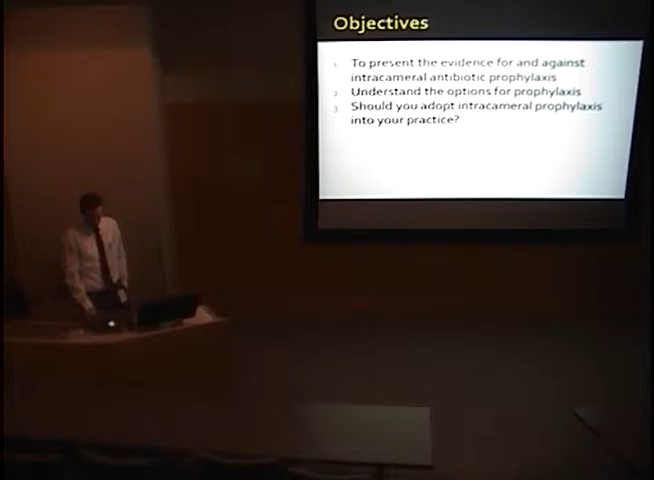 Objectives
1. To present the evidence for and against
intracameral antibiotic prophylaxis
2. Understand the options for prophylaxis
3. Should you adopt intracameral prophylaxis
into your practice?